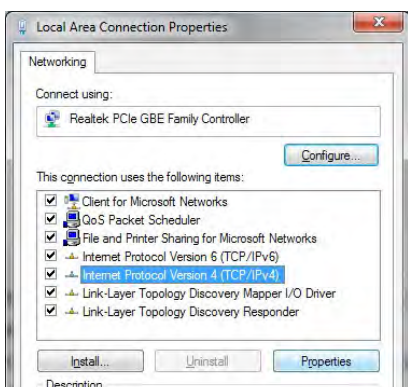 Local Area Connection Properties
Networking
Connect using:
Realtek PCIe GBE Family Controller
Configure...
This connection uses the following items:
Client for Microsoft Networks
QoS Packet Scheduler
File and Printer Sharing for Microsoft Networks
Internet Protocol Version 6 (TCP/IPv6)
Internet Protocol Version 4 (TCP/IPv4)
Link-Layer Topology Discovery Mapper I/O Driver
Link-Layer Topology Discovery Responder
Install... Uninstall Properties
Description